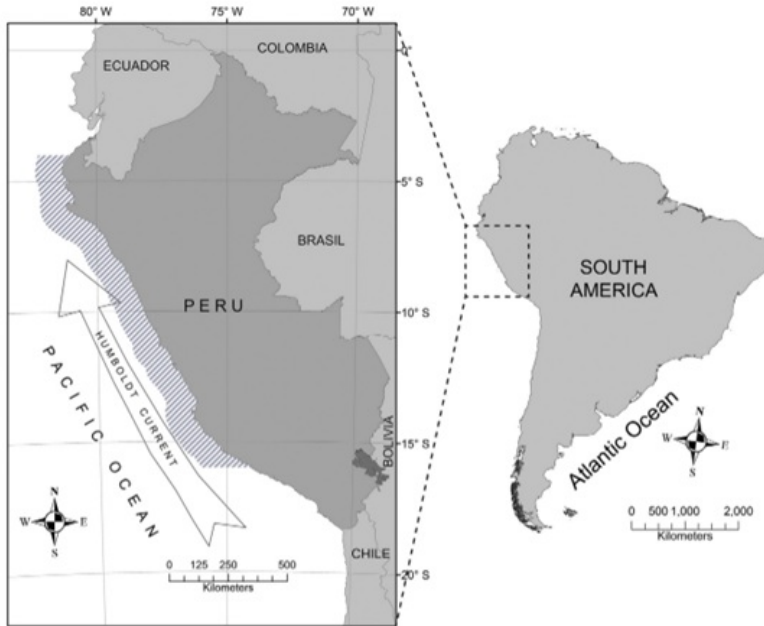 80° W
75° W
70° W
COLOMBIA
0°
ECUADOR
5° S
BRASIL
PERU
10° S
HUMBOLDT CURRENT
PACIFIC OCEAN
BOLIVIA
15° S
N
W E
S
0 125 250 500
Kilometers
CHILE
20° S
SOUTH
AMERICA
Atlantic Ocean
N
W E
S
0 500 1,000 2,000
Kilometers